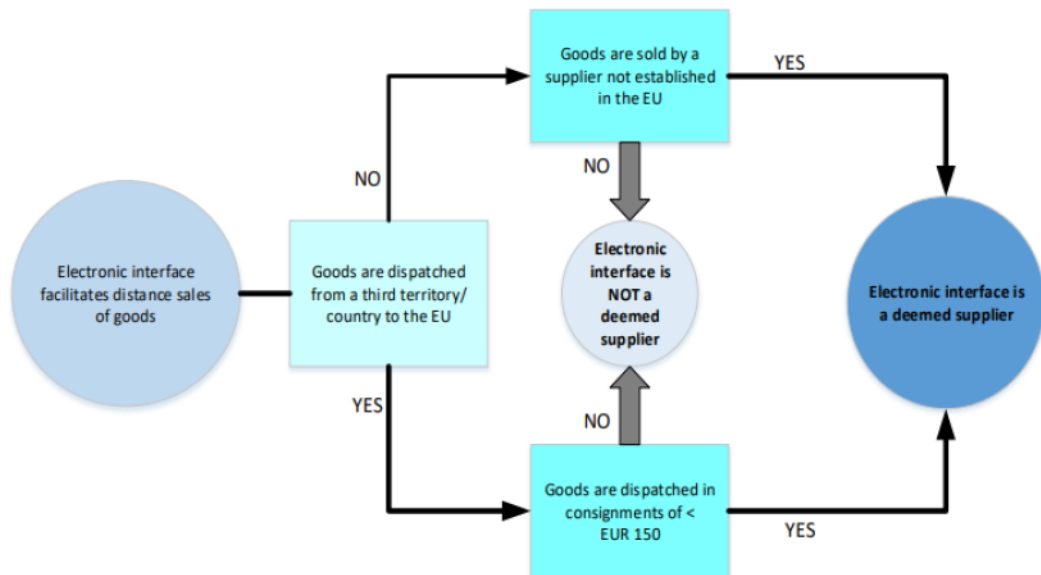 Goods are sold by a
supplier not established
in the EU
YES
NO
NO
Electronic interface
facilitates distance sales
of goods
Goods are dispatched
from a third territory/
country to the EU
Electronic
interface is
NOT a
deemed
supplier
Electronic interface is
a deemed supplier
YES
NO
Goods are dispatched in
consignments of <
EUR 150
YES